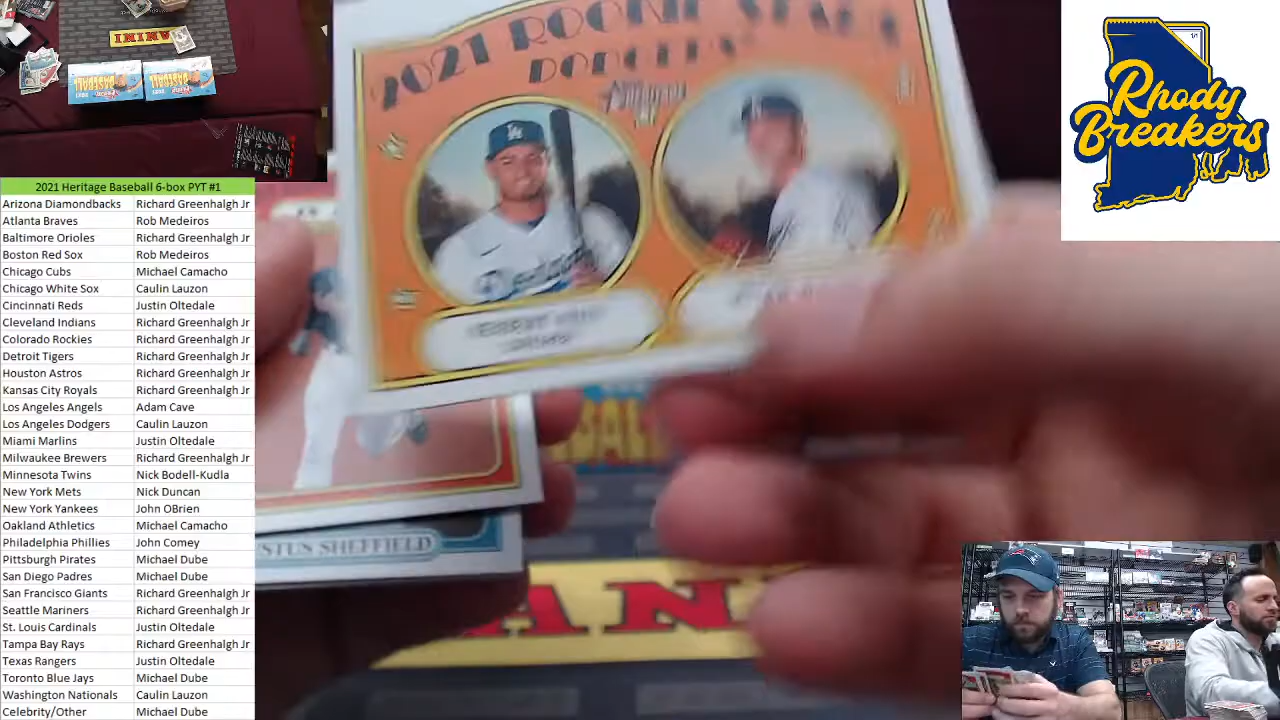 2021 ROOKIE STARS
DODGERS
Rhody
Breakers
2021 Heritage Baseball 6-box PYT #1
Arizona Diamondbacks Richard Greenhalgh Jr
Atlanta Braves Rob Medeiros
Baltimore Orioles Richard Greenhalgh Jr
Boston Red Sox Rob Medeiros
Chicago Cubs Michael Camacho
Chicago White Sox Caulin Lauzon
Cincinnati Reds Justin Oltedale
Cleveland Indians Richard Greenhalgh Jr
Colorado Rockies Richard Greenhalgh Jr
Detroit Tigers Richard Greenhalgh Jr
Houston Astros Richard Greenhalgh Jr
Kansas City Royals Richard Greenhalgh Jr
Los Angeles Angels Adam Cave
Los Angeles Dodgers Caulin Lauzon
Miami Marlins Justin Oltedale
Milwaukee Brewers Richard Greenhalgh Jr
Minnesota Twins Nick Bodell-Kudla
New York Mets Nick Duncan
New York Yankees John OBrien
Oakland Athletics Michael Camacho
Philadelphia Phillies John Comey
Pittsburgh Pirates Michael Dube
San Diego Padres Michael Dube
San Francisco Giants Richard Greenhalgh Jr
Seattle Mariners Richard Greenhalgh Jr
St. Louis Cardinals Justin Oltedale
Tampa Bay Rays Richard Greenhalgh Jr
Texas Rangers Justin Oltedale
Toronto Blue Jays Michael Dube
Washington Nationals Caulin Lauzon
Celebrity/Other Michael Dube
STUS SHEFFIELD